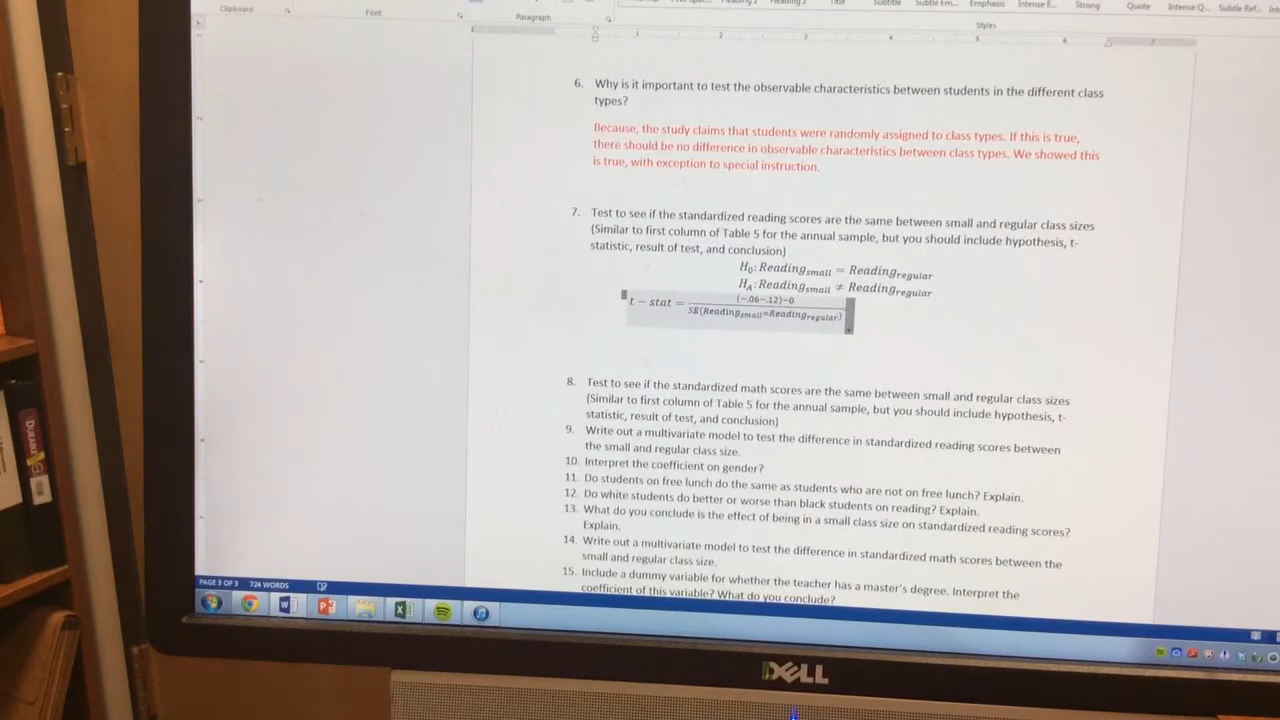 Clipboard
Font
Paragraph
Styles
Title
Subtitle
Subtle Em...
Emphasis
Intense E...
Strong
Quote
Intense Q...
Subtle Ref...
6. Why is it important to test the observable characteristics between students in the different class
types?
Because, the study claims that students were randomly assigned to class types. If this is true,
there should be no difference in observable characteristics between class types. We showed this
is true, with exception to special instruction.
7. Test to see if the standardized reading scores are the same between small and regular class sizes
(Similar to first column of Table 5 for the annual sample, but you should include hypothesis, t-
statistic, result of test, and conclusion)
H0: Readingsmall = Readingregular
HA: Readingsmall ≠ Readingregular
t − stat = (−.06−.12)−0 / SE(Readingsmall=Readingregular)
8. Test to see if the standardized math scores are the same between small and regular class sizes
(Similar to first column of Table 5 for the annual sample, but you should include hypothesis, t-
statistic, result of test, and conclusion)
9. Write out a multivariate model to test the difference in standardized reading scores between
the small and regular class size.
10. Interpret the coefficient on gender?
11. Do students on free lunch do the same as students who are not on free lunch? Explain.
12. Do white students do better or worse than black students on reading? Explain.
13. What do you conclude is the effect of being in a small class size on standardized reading scores?
Explain.
14. Write out a multivariate model to test the difference in standardized math scores between the
small and regular class size.
15. Include a dummy variable for whether the teacher has a master's degree. Interpret the
coefficient of this variable? What do you conclude?
PAGE 3 OF 3 724 WORDS
DELL
DURABLE